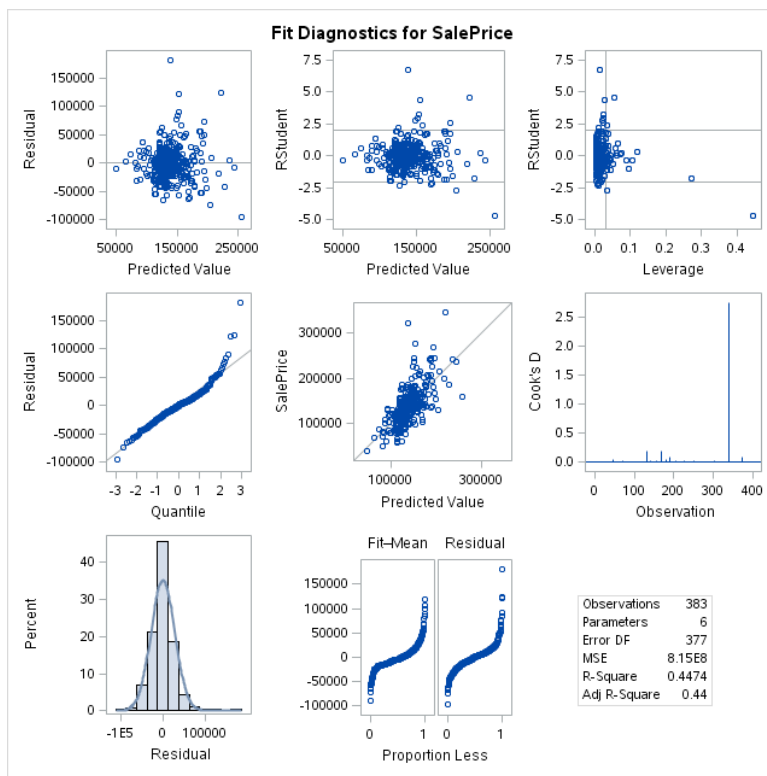 Fit Diagnostics for SalePrice
Residual
150000
100000
50000
0
-50000
-100000
50000 150000 250000
Predicted Value
RStudent
7.5
5.0
2.5
0.0
-2.5
-5.0
50000 150000 250000
Predicted Value
RStudent
7.5
5.0
2.5
0.0
-2.5
-5.0
0.0 0.1 0.2 0.3 0.4
Leverage
Residual
150000
100000
50000
0
-50000
-100000
-3 -2 -1 0 1 2 3
Quantile
SalePrice
300000
200000
100000
100000 300000
Predicted Value
Cook's D
2.5
2.0
1.5
1.0
0.5
0.0
0 100 200 300 400
Observation
Percent
40
30
20
10
0
-1E5 0 100000
Residual
Fit–Mean Residual
150000
100000
50000
0
-50000
-100000
0 1 0 1
Proportion Less
Observations 383
Parameters 6
Error DF 377
MSE 8.15E8
R-Square 0.4474
Adj R-Square 0.44